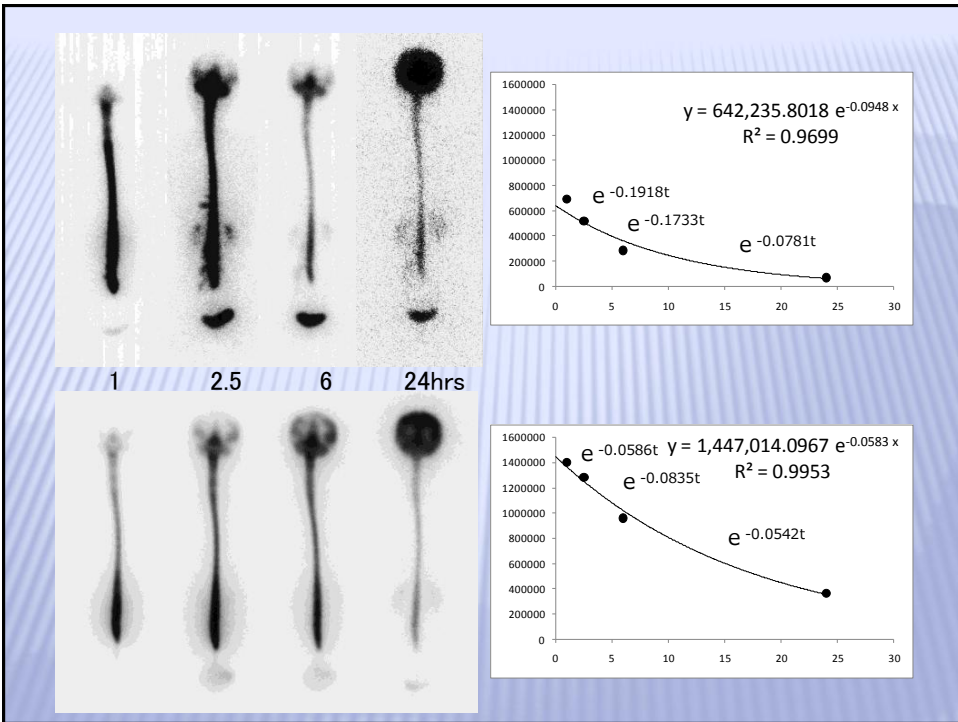 1 2.5 6 24hrs
1600000
1400000
1200000
1000000
800000
600000
400000
200000
0
y = 642,235.8018 e^-0.0948 x
R² = 0.9699
e^-0.1918t
e^-0.1733t
e^-0.0781t
0 5 10 15 20 25 30
1600000
1400000
1200000
1000000
800000
600000
400000
200000
0
y = 1,447,014.0967 e^-0.0583 x
R² = 0.9953
e^-0.0586t
e^-0.0835t
e^-0.0542t
0 5 10 15 20 25 30